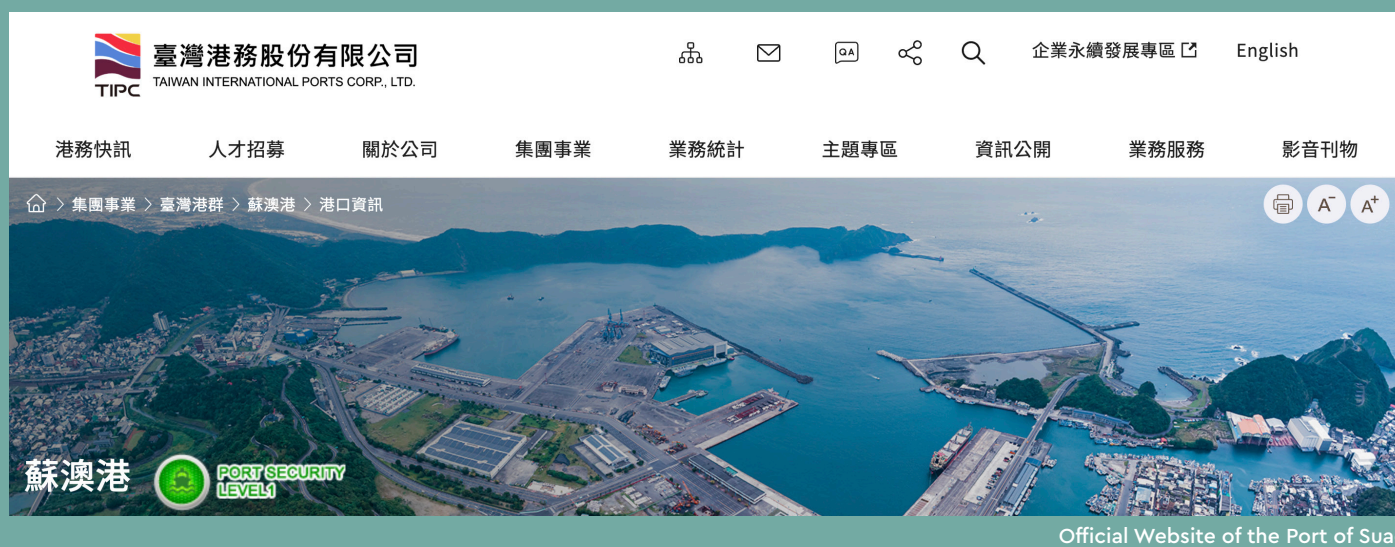 臺灣港務股份有限公司
TAIWAN INTERNATIONAL PORTS CORP., LTD.
TIPC
QA
企業永續發展專區
English
港務快訊 人才招募 關於公司 集團事業 業務統計 主題專區 資訊公開 業務服務 影音刊物
集團事業 > 臺灣港群 > 蘇澳港 > 港口資訊
A- A+
蘇澳港
PORT SECURITY
LEVEL1
Official Website of the Port of Sua